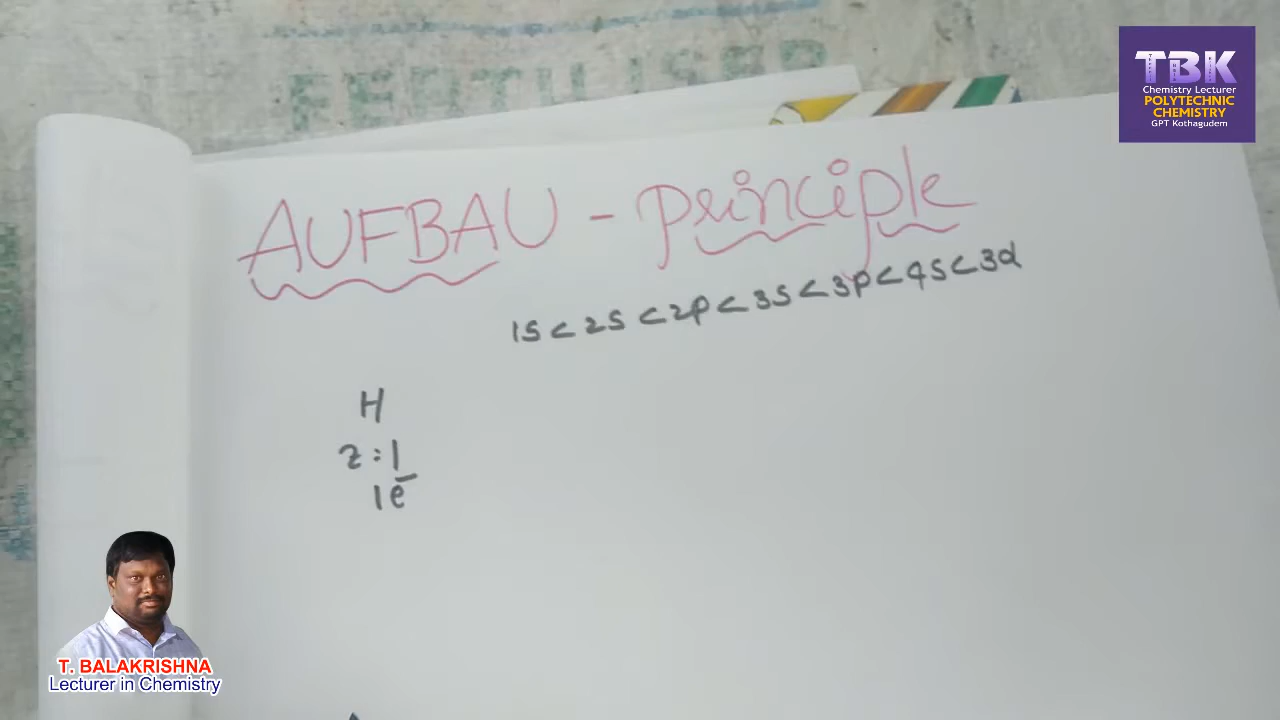 FERTILISER
TBK
Chemistry Lecturer
POLYTECHNIC
CHEMISTRY
GPT Kothagudem
AUFBAU - Principle
1S < 2S < 2p < 3S < 3p < 4S < 3d
H
Z : 1
1e̅
T. BALAKRISHNA
Lecturer in Chemistry